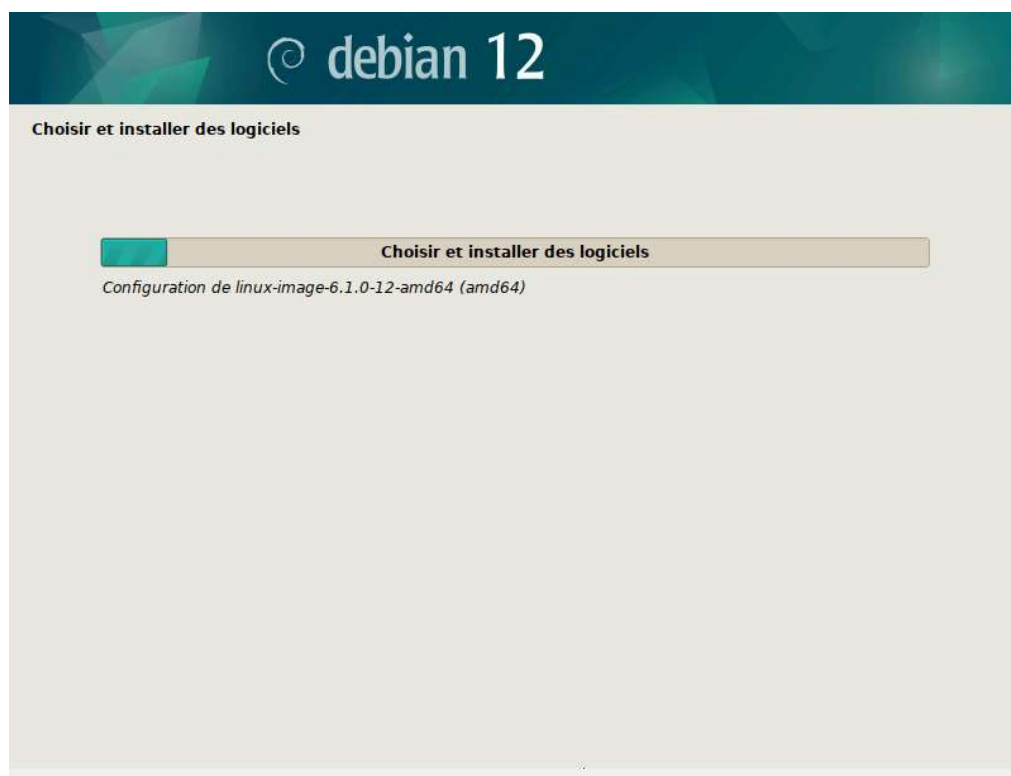 debian 12
Choisir et installer des logiciels
Choisir et installer des logiciels
Configuration de linux-image-6.1.0-12-amd64 (amd64)